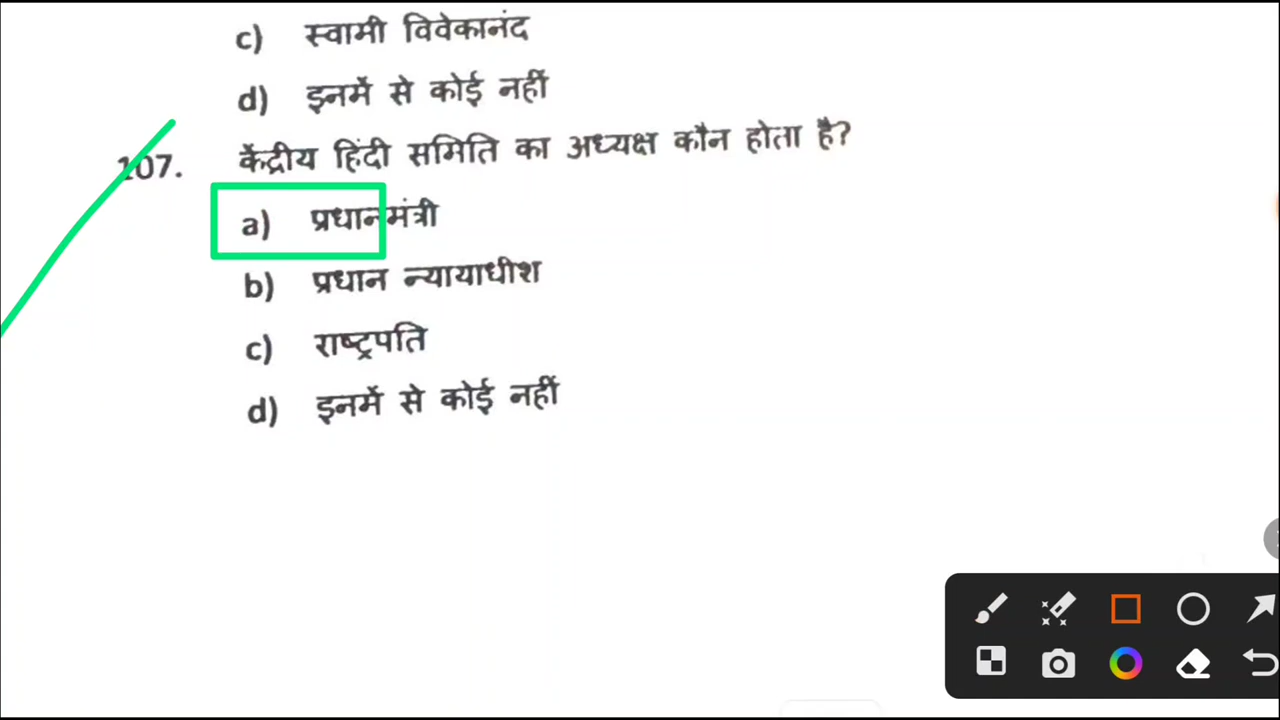 c) स्वामी विवेकानंद
d) इनमें से कोई नहीं
107. केंद्रीय हिंदी समिति का अध्यक्ष कौन होता है?
a) प्रधानमंत्री
b) प्रधान न्यायाधीश
c) राष्ट्रपति
d) इनमें से कोई नहीं